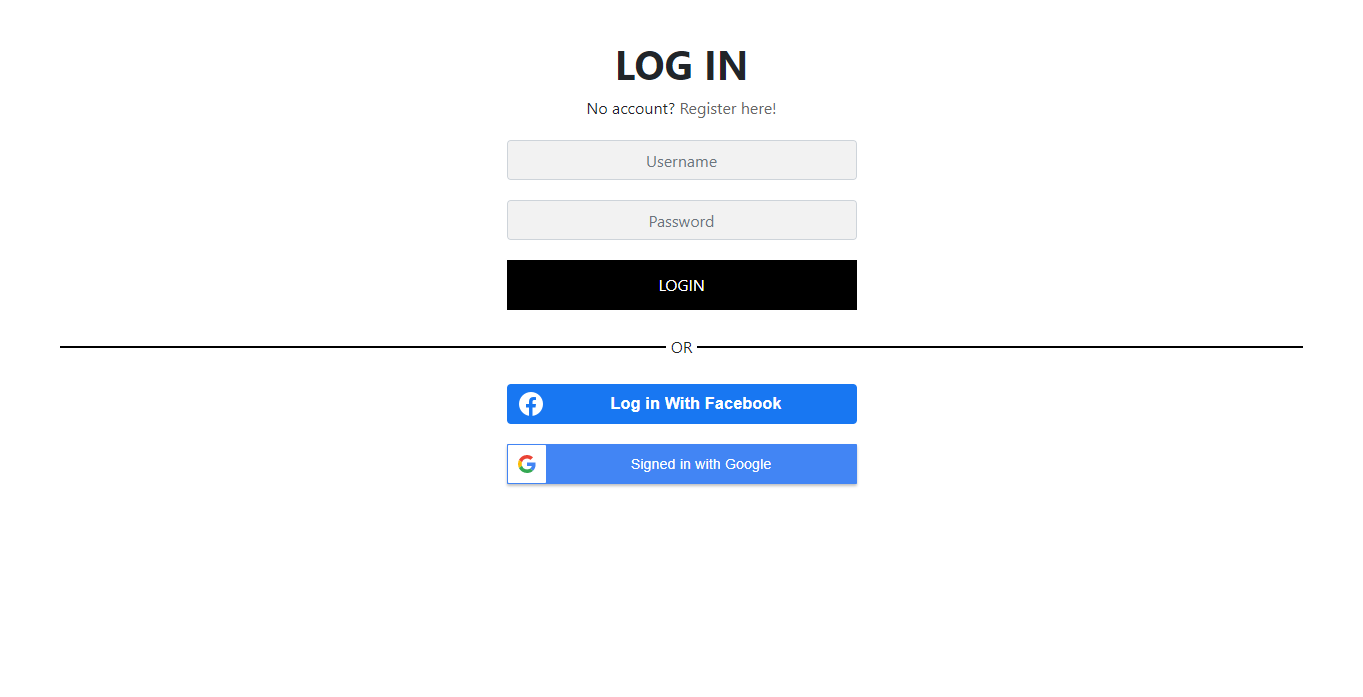 LOG IN
No account? Register here!
Username
Password
LOGIN
OR
Log in With Facebook
Signed in with Google